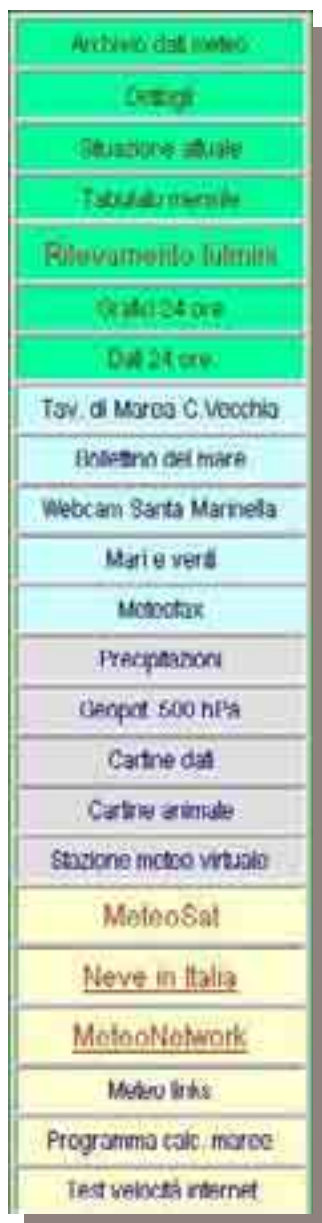 Archivio dati meteo
Dettagli
Situazione attuale
Tabulato mensile
Rilevamento fulmini
Grafici 24 ore
Dati 24 ore
Tav. di Marea C.Vecchia
Bollettino del mare
Webcam Santa Marinella
Mari e venti
Meteofax
Precipitazioni
Geopot. 500 hPa
Cartine dati
Cartine animate
Stazione meteo virtuale
MeteoSat
Neve in Italia
MeteoNetwork
Meteo links
Programma calc. maree
Test velocità internet